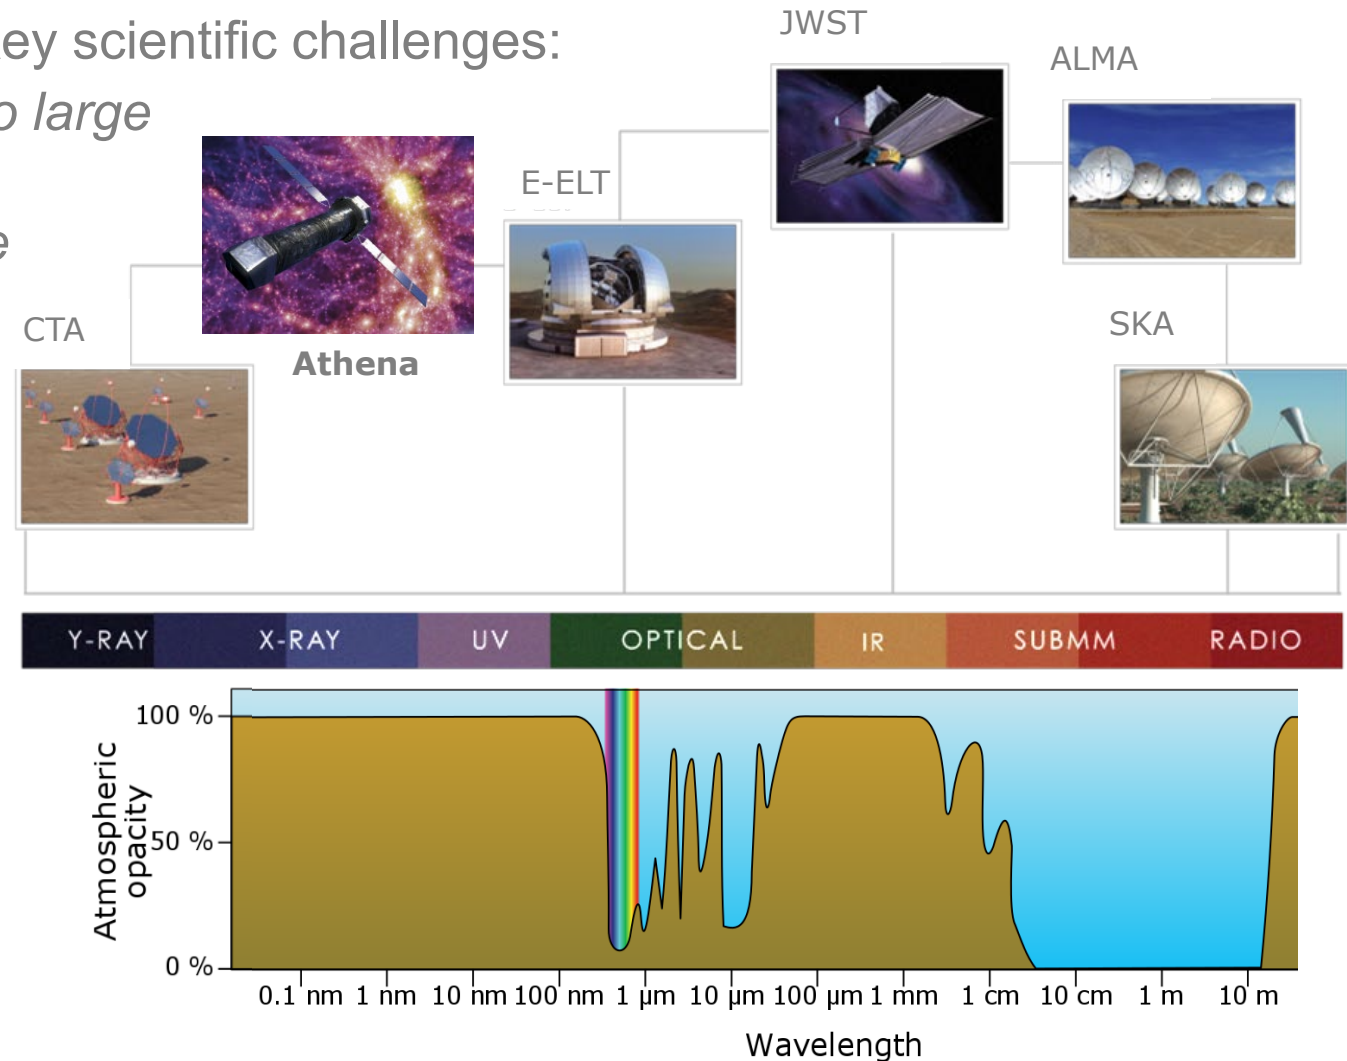 ey scientific challenges:
o large
e
JWST
ALMA
E-ELT
CTA
Athena
SKA
Y-RAY X-RAY UV OPTICAL IR SUBMM RADIO
100 %
50 %
0 %
Atmospheric
opacity
0.1 nm 1 nm 10 nm 100 nm 1 μm 10 μm 100 μm 1 mm 1 cm 10 cm 1 m 10 m
Wavelength